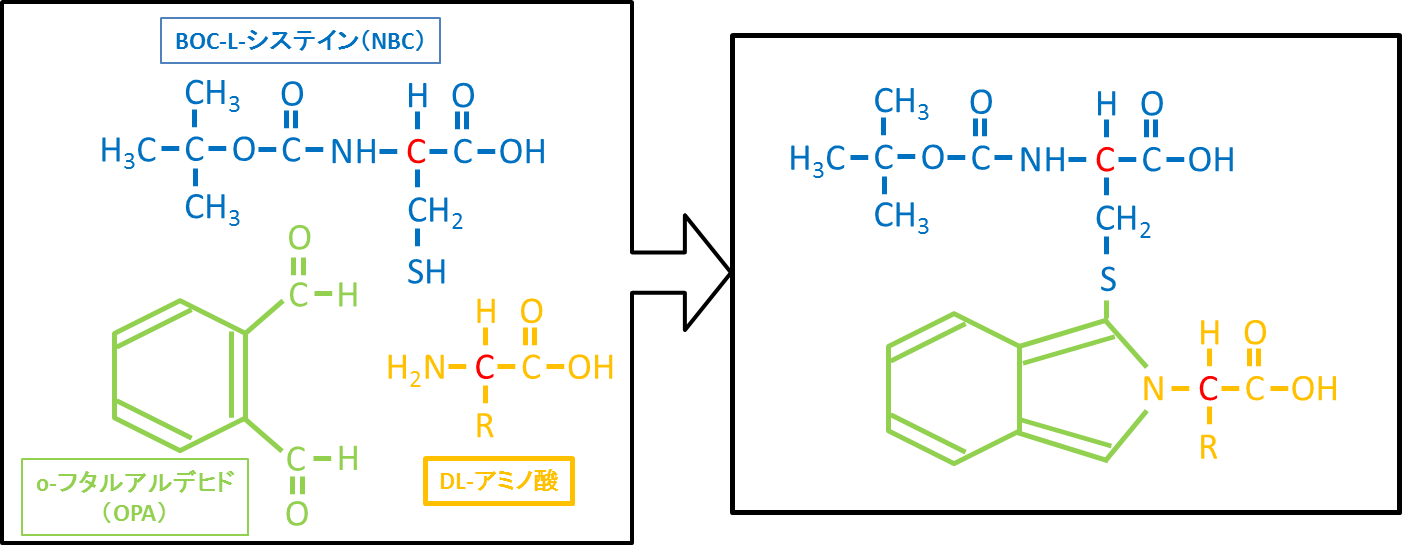 BOC-L-システイン（NBC）
CH3
O
H
O
H3C C O C NH C C OH
CH3
CH2
SH
O
C H
C H
O
o-フタルアルデヒド
（OPA）
H
O
H2N C C OH
R
DL-アミノ酸
CH3
O
H
O
H3C C O C NH C C OH
CH3
CH2
S
H
O
N C C OH
R